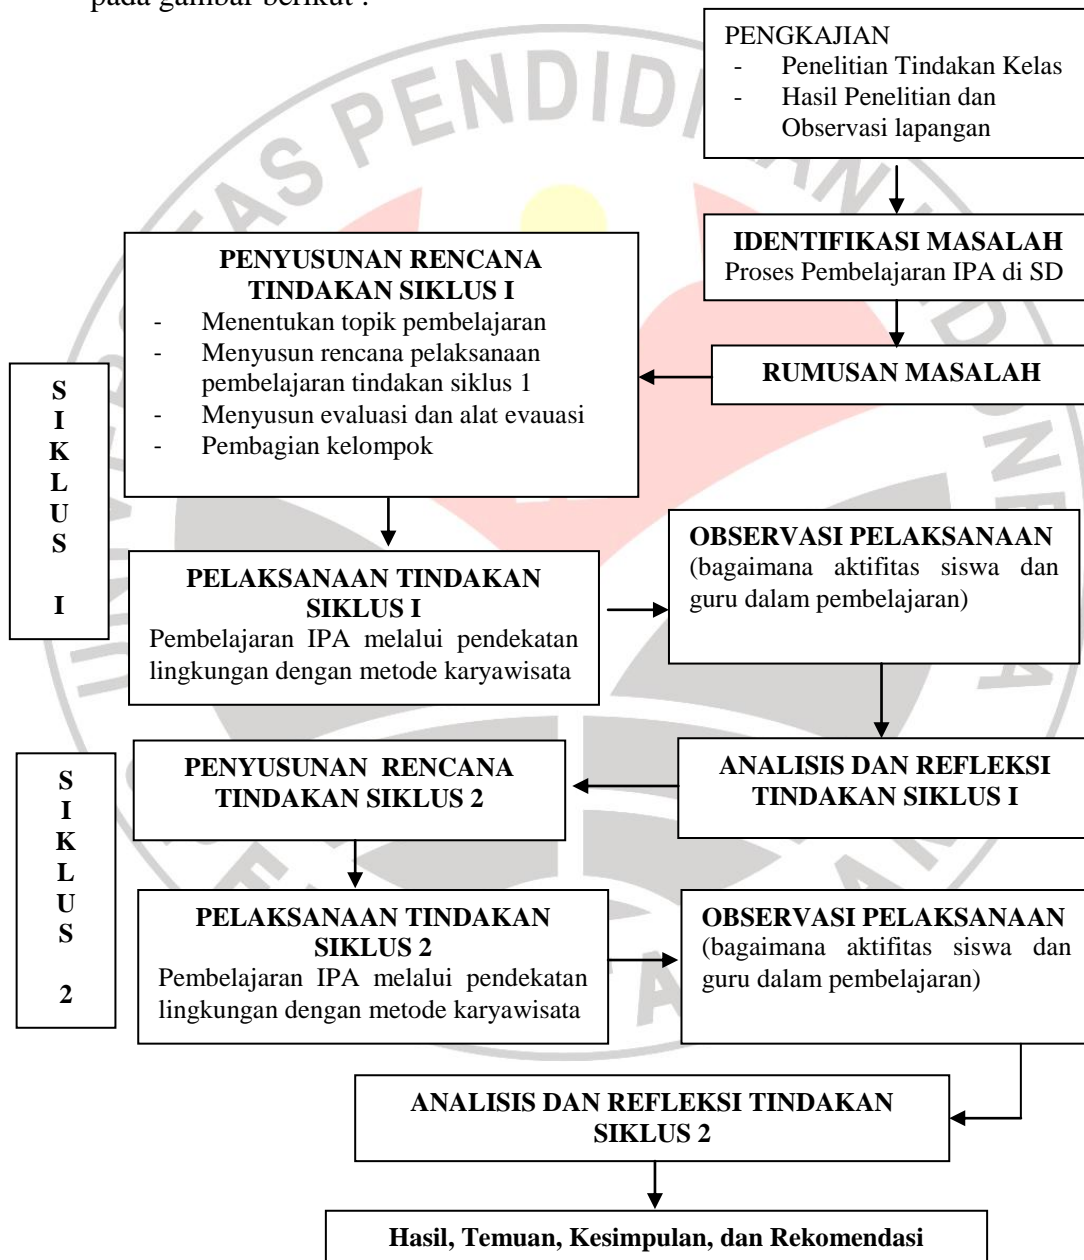 pada gambar berikut :
PENGKAJIAN
- Penelitian Tindakan Kelas
- Hasil Penelitian dan
Observasi lapangan
IDENTIFIKASI MASALAH
Proses Pembelajaran IPA di SD
RUMUSAN MASALAH
PENYUSUNAN RENCANA
TINDAKAN SIKLUS I
- Menentukan topik pembelajaran
- Menyusun rencana pelaksanaan
pembelajaran tindakan siklus 1
- Menyusun evaluasi dan alat evauasi
- Pembagian kelompok
S
I
K
L
U
S
I
PELAKSANAAN TINDAKAN
SIKLUS I
Pembelajaran IPA melalui pendekatan
lingkungan dengan metode karyawisata
OBSERVASI PELAKSANAAN
(bagaimana aktifitas siswa dan
guru dalam pembelajaran)
ANALISIS DAN REFLEKSI
TINDAKAN SIKLUS I
S
I
K
L
U
S
2
PENYUSUNAN RENCANA
TINDAKAN SIKLUS 2
PELAKSANAAN TINDAKAN
SIKLUS 2
Pembelajaran IPA melalui pendekatan
lingkungan dengan metode karyawisata
OBSERVASI PELAKSANAAN
(bagaimana aktifitas siswa dan
guru dalam pembelajaran)
ANALISIS DAN REFLEKSI TINDAKAN
SIKLUS 2
Hasil, Temuan, Kesimpulan, dan Rekomendasi